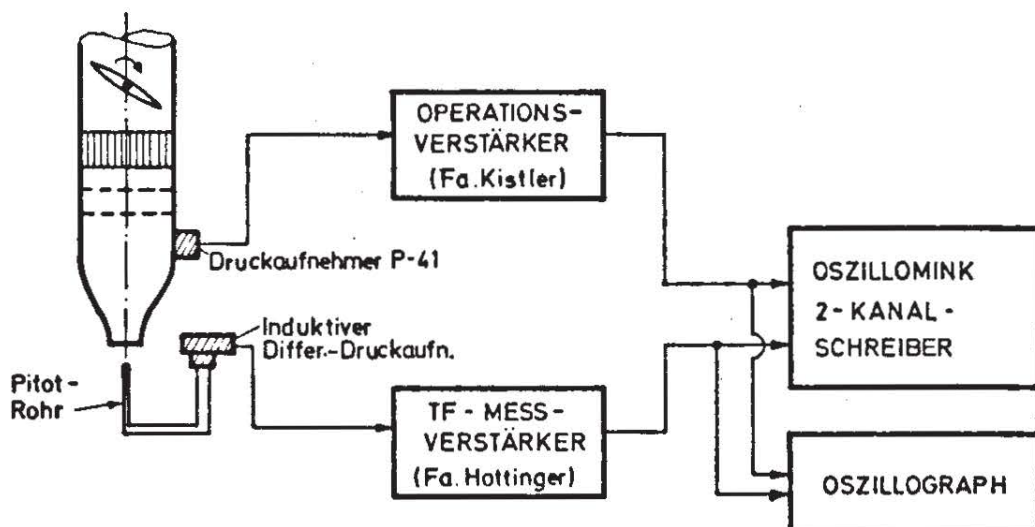 OPERATIONS-
VERSTÄRKER
(Fa. Kistler)
Druckaufnehmer P-41
OSZILLOMINK
2-KANAL-
SCHREIBER
Induktiver
Differ.-Druckaufn.
Pitot-
Rohr
TF-MESS-
VERSTÄRKER
(Fa. Hottinger)
OSZILLOGRAPH